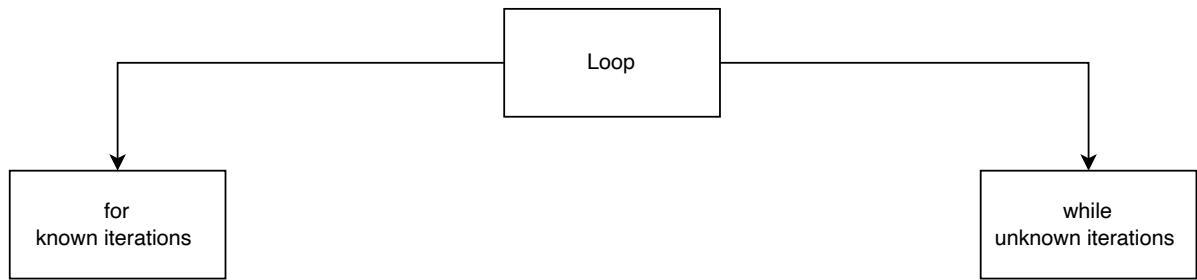 Loop
for
known iterations
while
unknown iterations